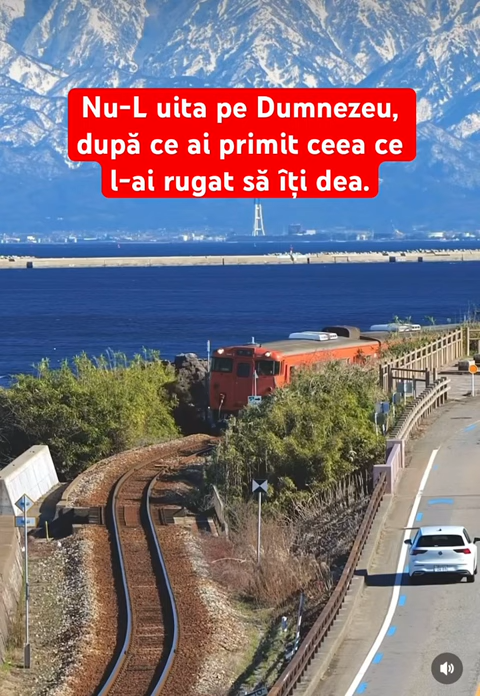 Nu-L uita pe Dumnezeu,
după ce ai primit ceea ce
l-ai rugat să îți dea.